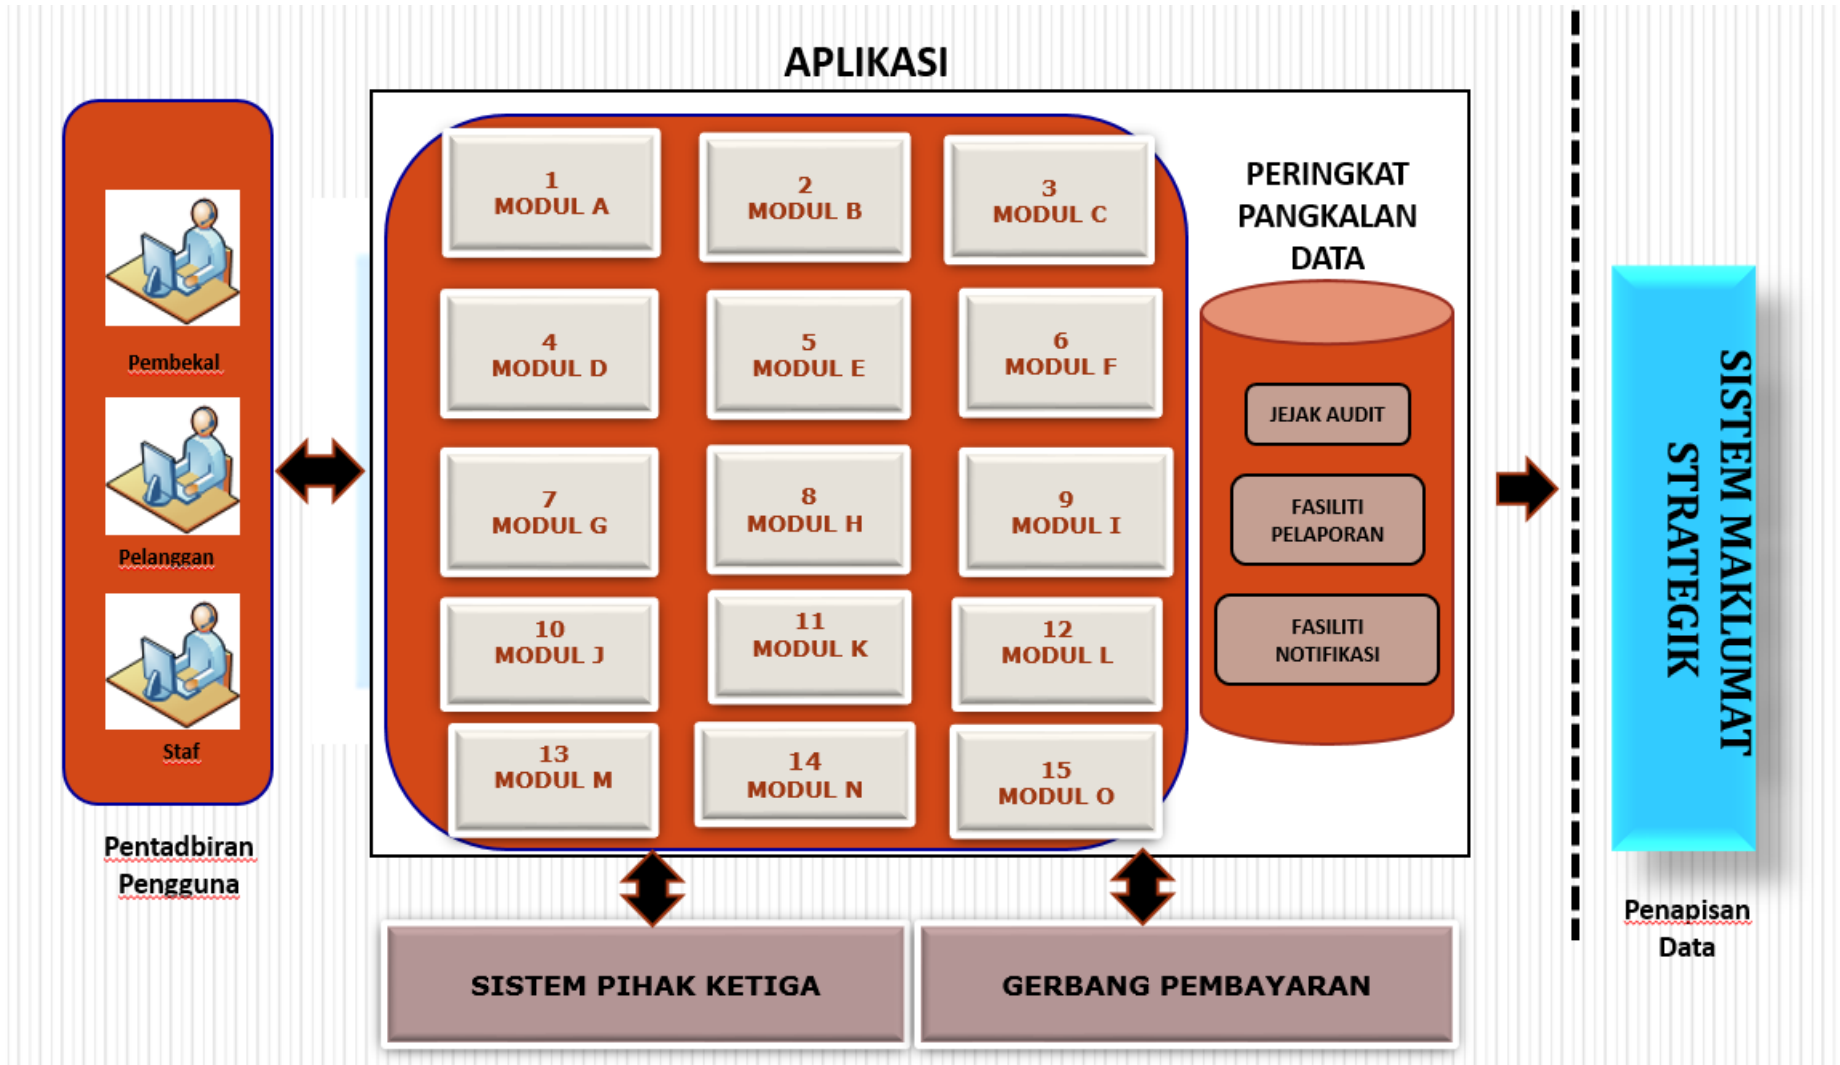 APLIKASI
Pembekal
Pelanggan
Staf
Pentadbiran
Pengguna
1
MODUL A
2
MODUL B
3
MODUL C
4
MODUL D
5
MODUL E
6
MODUL F
7
MODUL G
8
MODUL H
9
MODUL I
10
MODUL J
11
MODUL K
12
MODUL L
13
MODUL M
14
MODUL N
15
MODUL O
PERINGKAT
PANGKALAN
DATA
JEJAK AUDIT
FASILITI
PELAPORAN
FASILITI
NOTIFIKASI
SISTEM MAKLUMAT
STRATEGIK
Penapisan
Data
SISTEM PIHAK KETIGA
GERBANG PEMBAYARAN